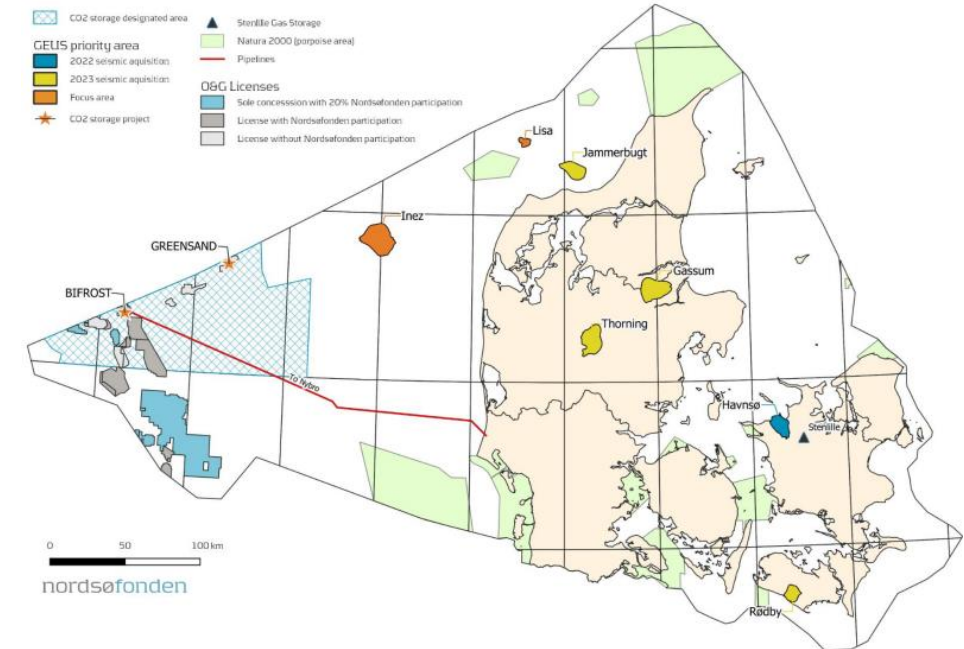 CO2 storage designated area
GEUS priority area
2022 seismic aquisition
2023 seismic aquisition
Focus area
CO2 storage project
Stenlille Gas Storage
Natura 2000 (porpoise area)
Pipelines
O&G Licenses
Sole concesssion with 20% Nordsøfonden participation
License with Nordsøfonden participation
License without Nordsøfonden participation
Lisa
Jammerbugt
Inez
GREENSAND
Gassum
BIFROST
Thorning
To Nybro
Havnsø
Stenlille
0 50 100 km
nordsøfonden
Rødby